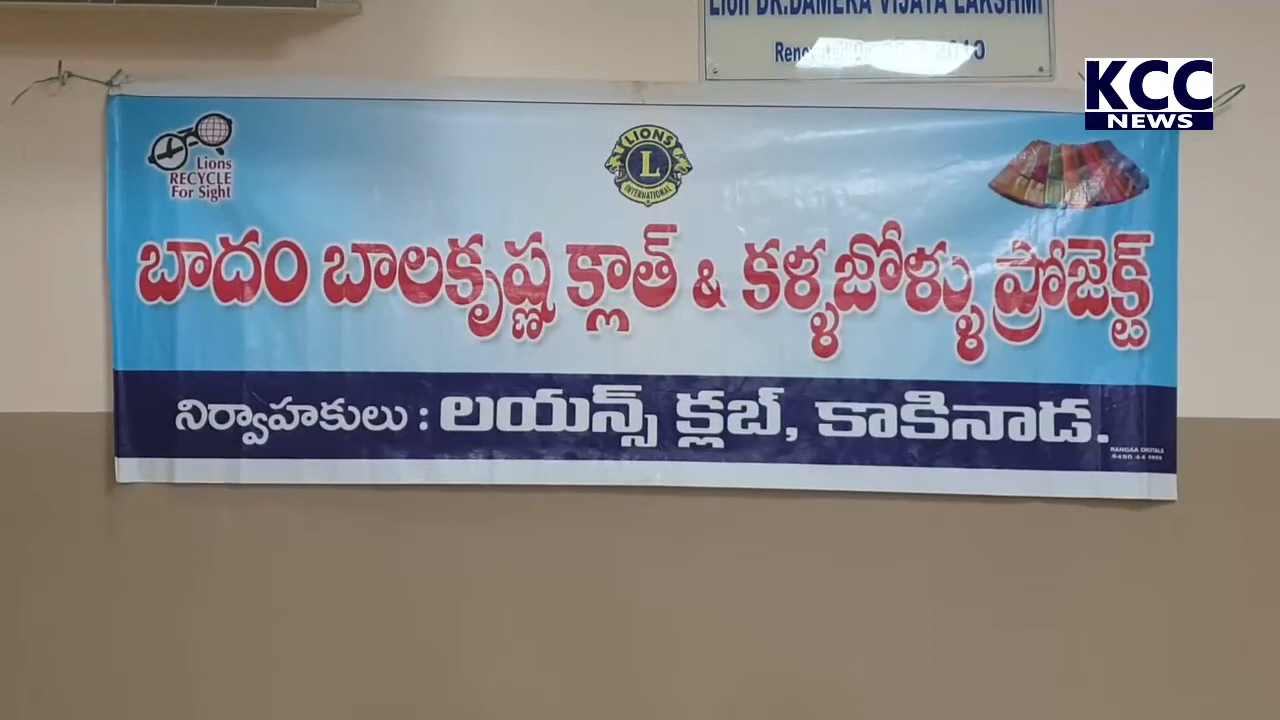 Lion DR.DAMERA VIJAYA LAKSHMI
KCC
NEWS
Lions
RECYCLE
For Sight
LIONS
L
INTERNATIONAL
బాదం బాలకృష్ణ క్లాత్ & కళ్ళజోళ్ళు ప్రోజెక్ట్
నిర్వాహకులు : లయన్స్ క్లబ్, కాకినాడ.
RANGAA DIGITALS